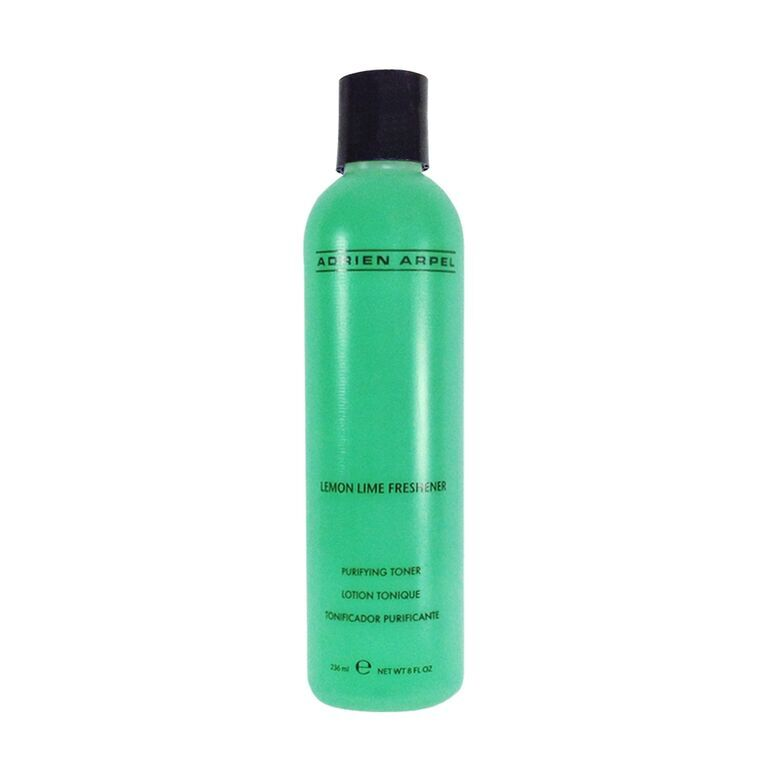 ADRIEN ARPEL
LEMON LIME FRESHENER
PURIFYING TONER
LOTION TONIQUE
TONIFICADOR PURIFICANTE
236 ml e NET WT 8 FL OZ